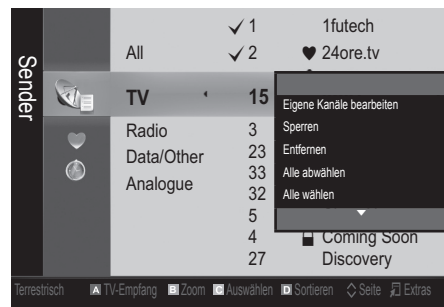 Sender
✓ 1 1futech
All ✓ 2 ♥ 24ore.tv
TV 15
Radio 3
Data/Other 23
Analogue 33
32
5
4 Coming Soon
27 Discovery
Eigene Kanäle bearbeiten
Sperren
Entfernen
Alle abwählen
Alle wählen
Terrestrisch A TV-Empfang B Zoom C Auswählen D Sortieren Seite Extras